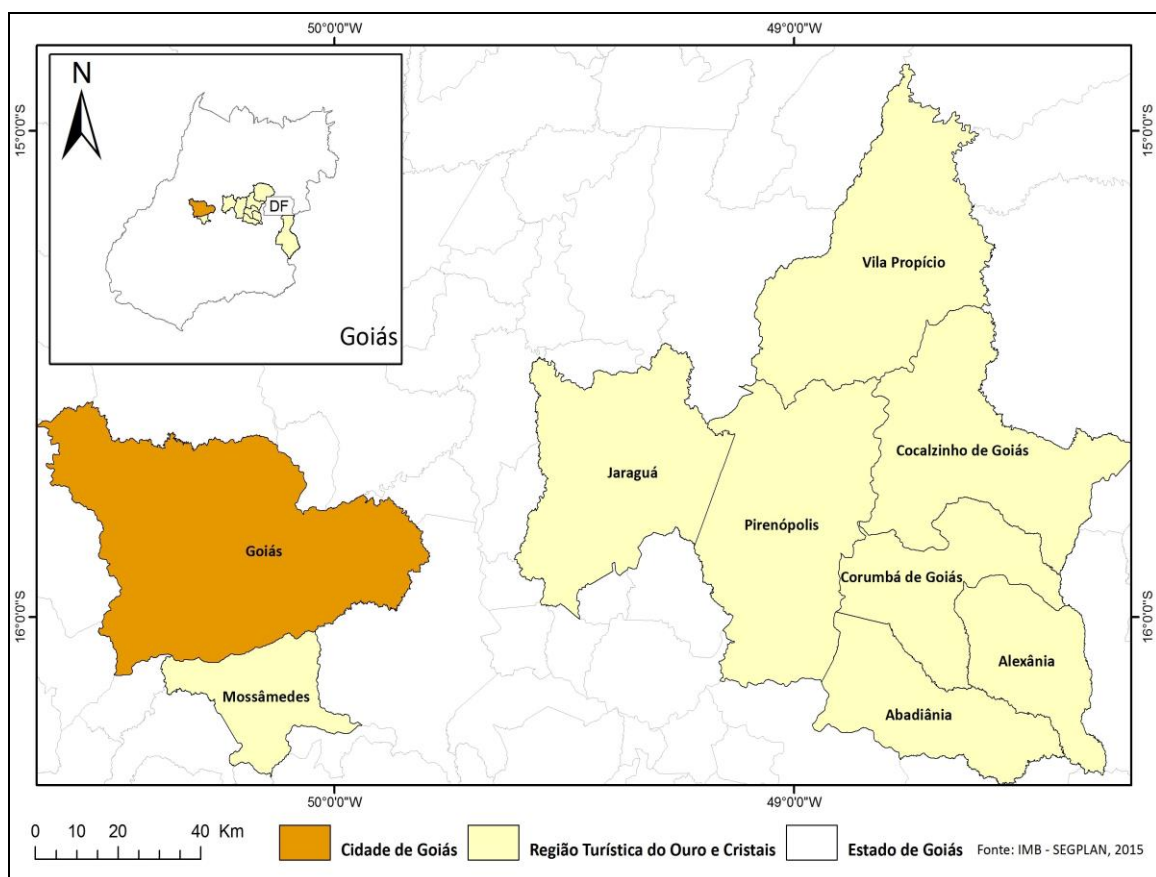 50°0'0"W
49°0'0"W
N
DF
Goiás
15°0'0"S
15°0'0"S
Vila Propício
Cocalzinho de Goiás
Jaraguá
Pirenópolis
Goiás
Corumbá de Goiás
16°0'0"S
16°0'0"S
Alexânia
Mossâmedes
Abadiânia
50°0'0"W
49°0'0"W
0 10 20 40 Km
Cidade de Goiás
Região Turística do Ouro e Cristais
Estado de Goiás
Fonte: IMB - SEGPLAN, 2015